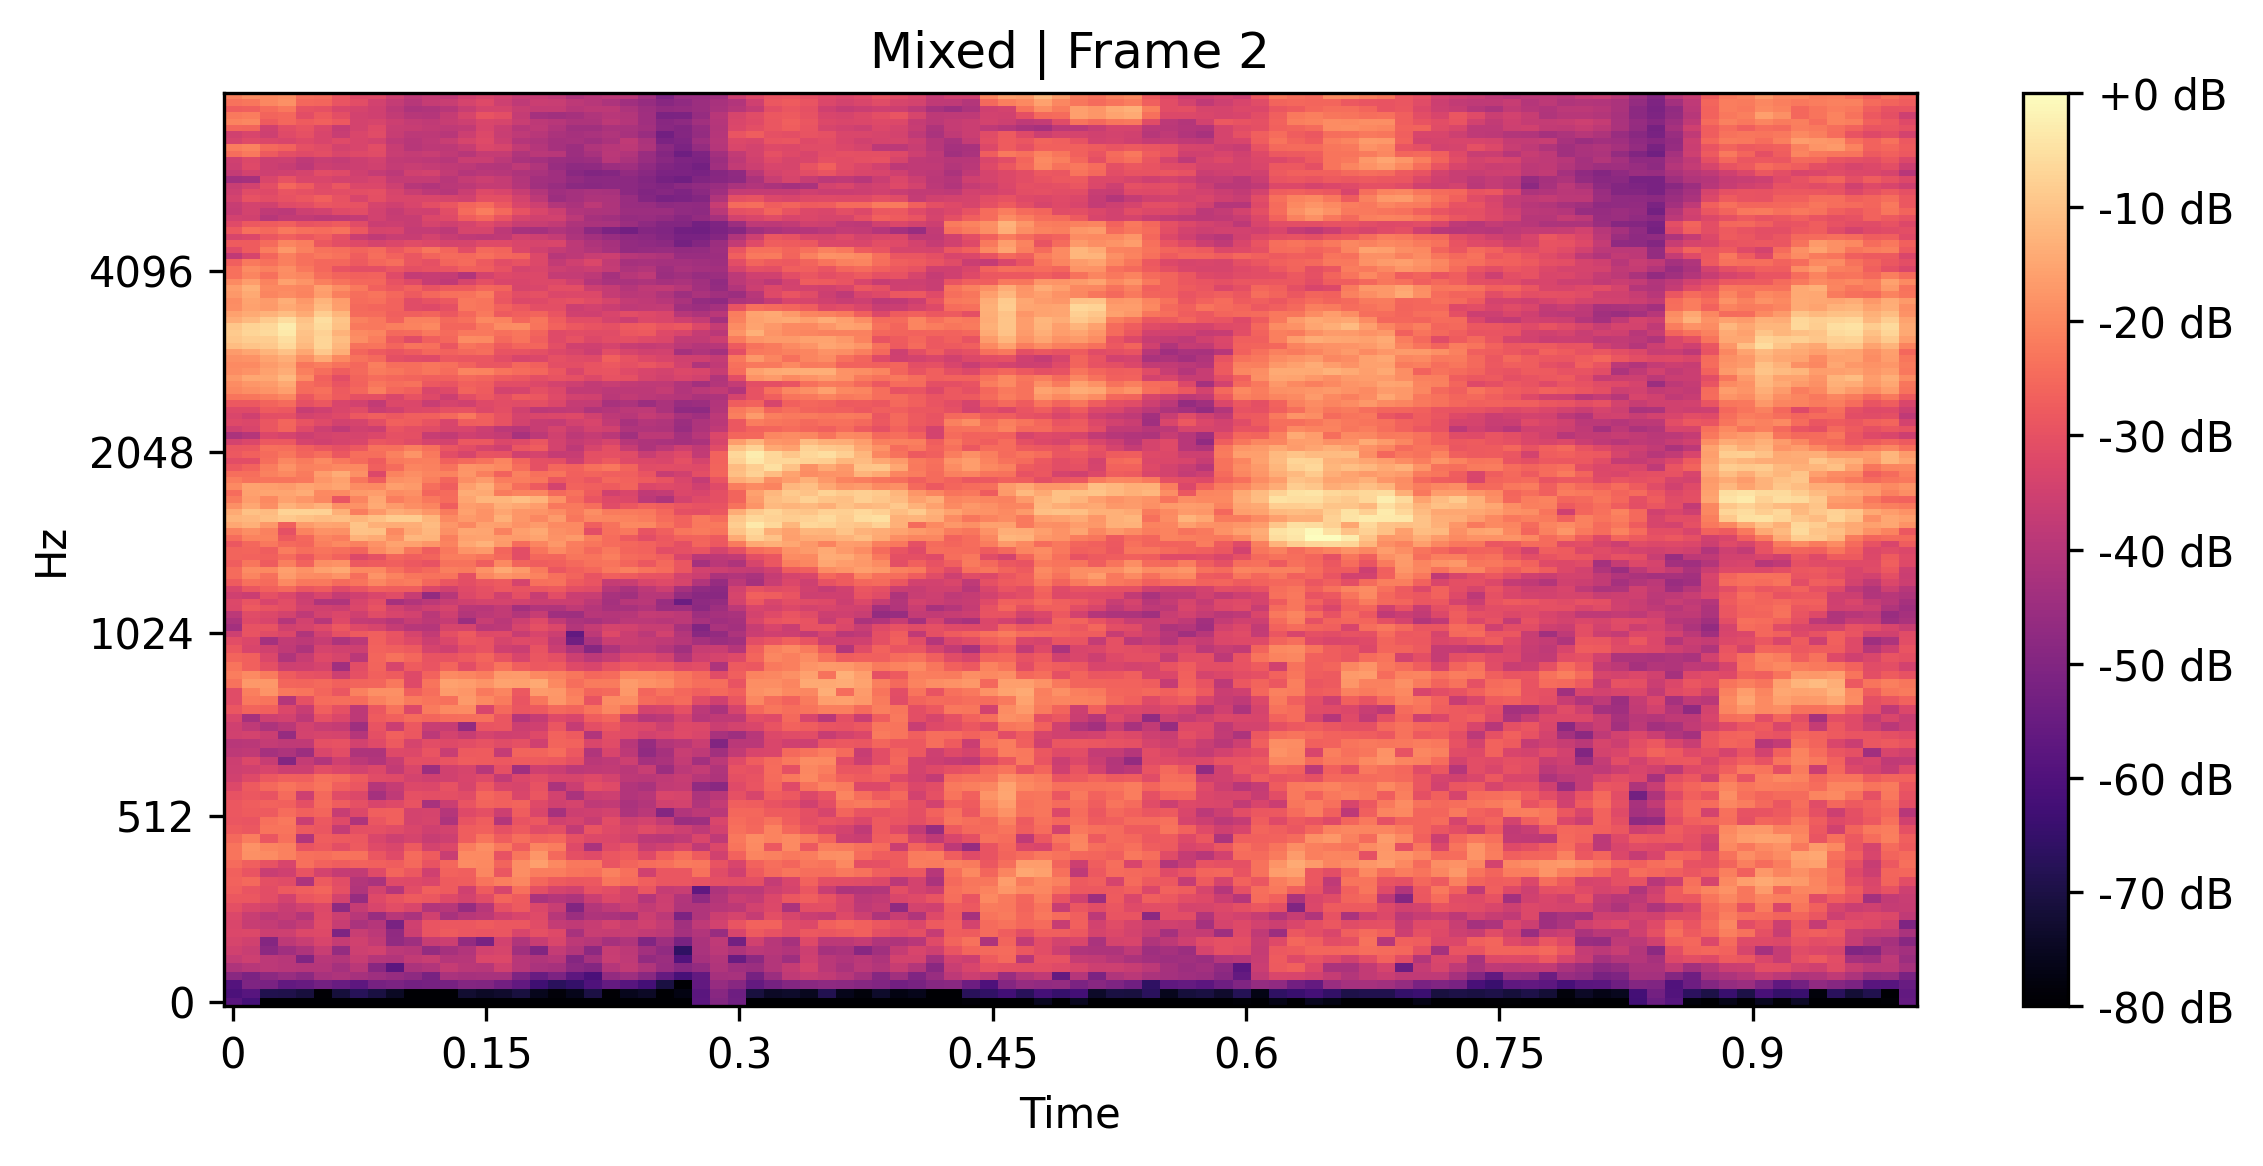 Mixed | Frame 2
+0 dB
-10 dB
-20 dB
-30 dB
-40 dB
-50 dB
-60 dB
-70 dB
-80 dB
Hz
4096
2048
1024
512
0
0 0.15 0.3 0.45 0.6 0.75 0.9
Time